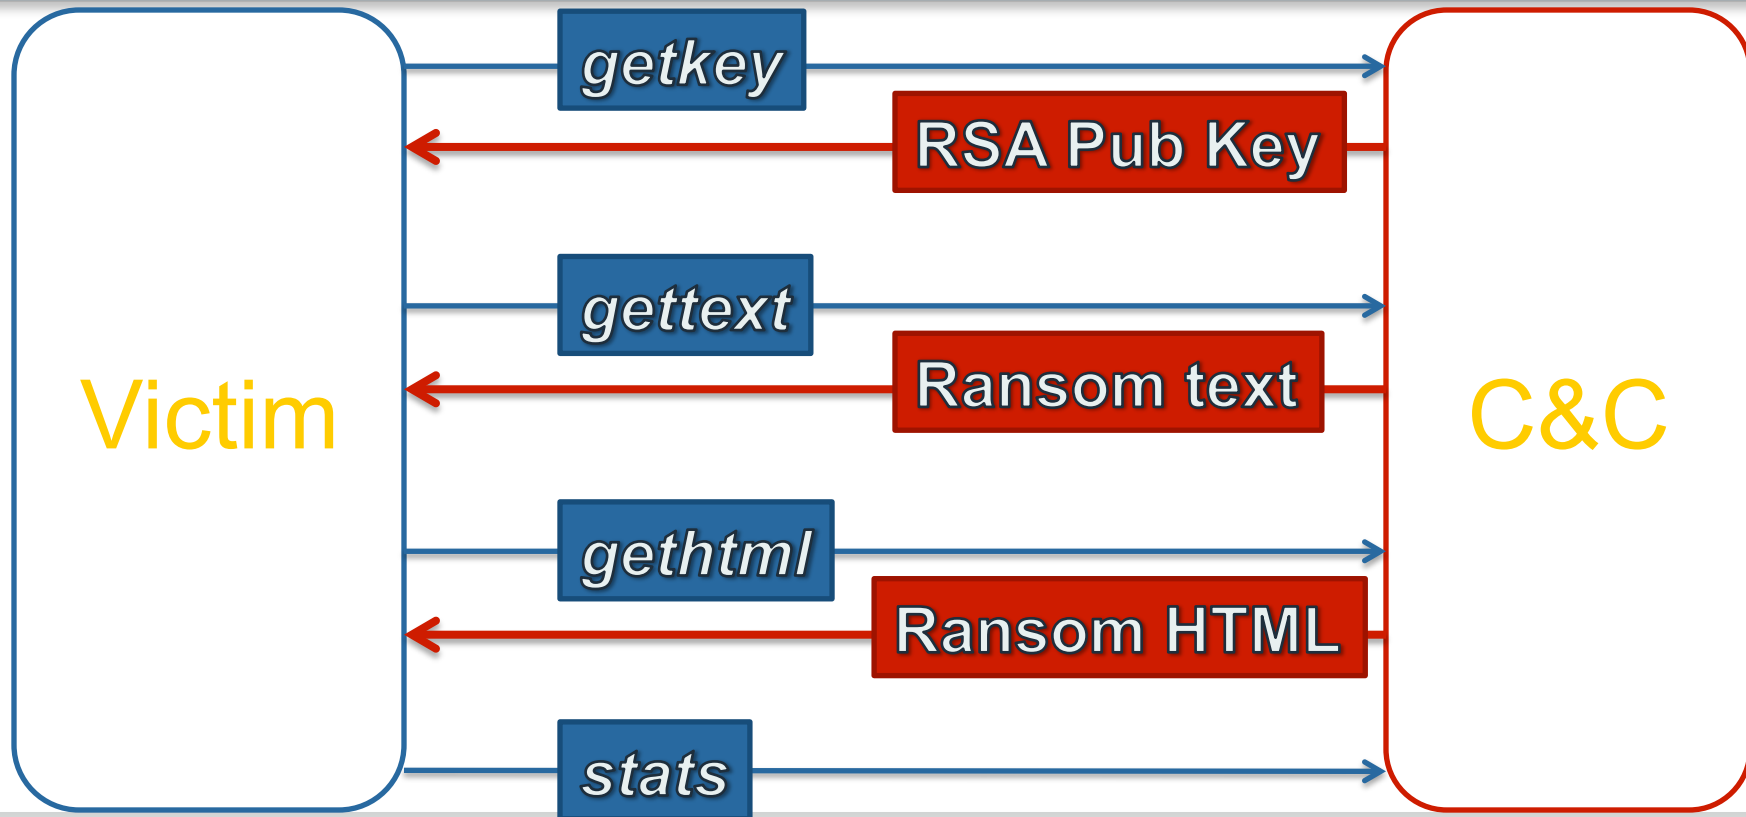 getkey
RSA Pub Key
gettext
Ransom text
Victim
C&C
gethtml
Ransom HTML
stats